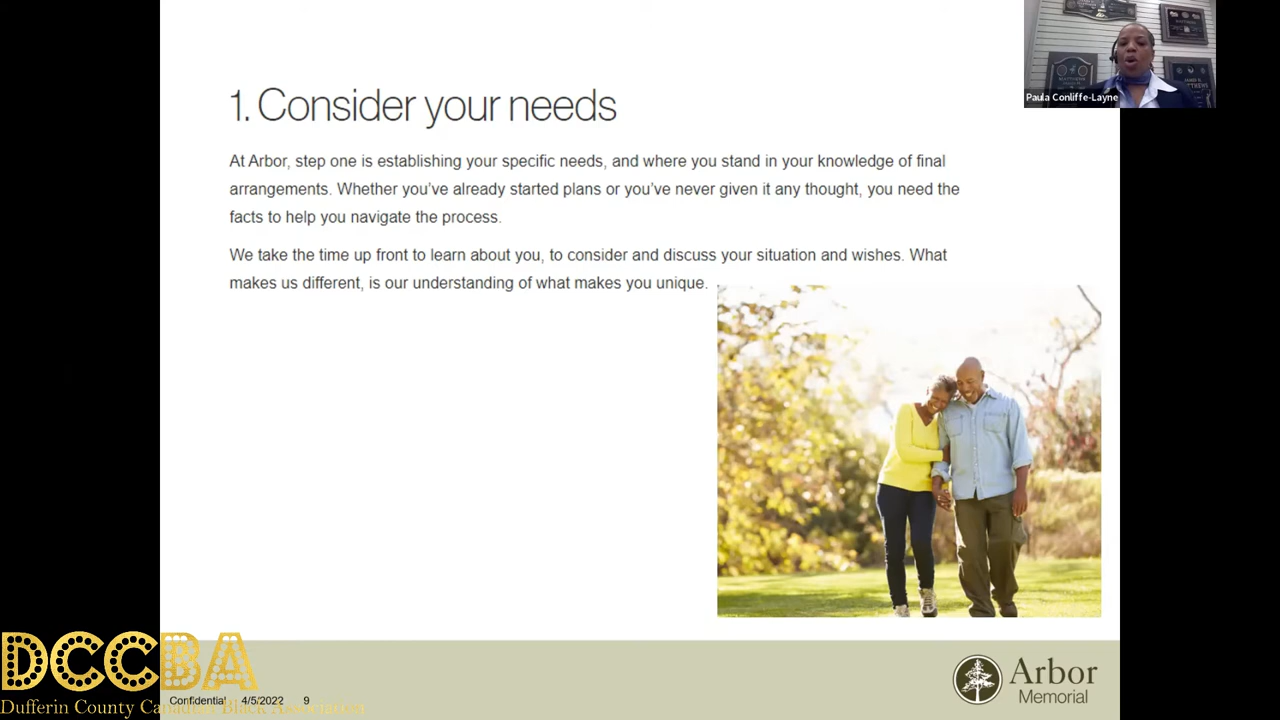 Paula Conliffe-Layne
1. Consider your needs
At Arbor, step one is establishing your specific needs, and where you stand in your knowledge of final
arrangements. Whether you've already started plans or you've never given it any thought, you need the
facts to help you navigate the process.
We take the time up front to learn about you, to consider and discuss your situation and wishes. What
makes us different, is our understanding of what makes you unique.
DCCBA
Dufferin County Canadian Black Association
Confidential 4/5/2022 9
Arbor
Memorial